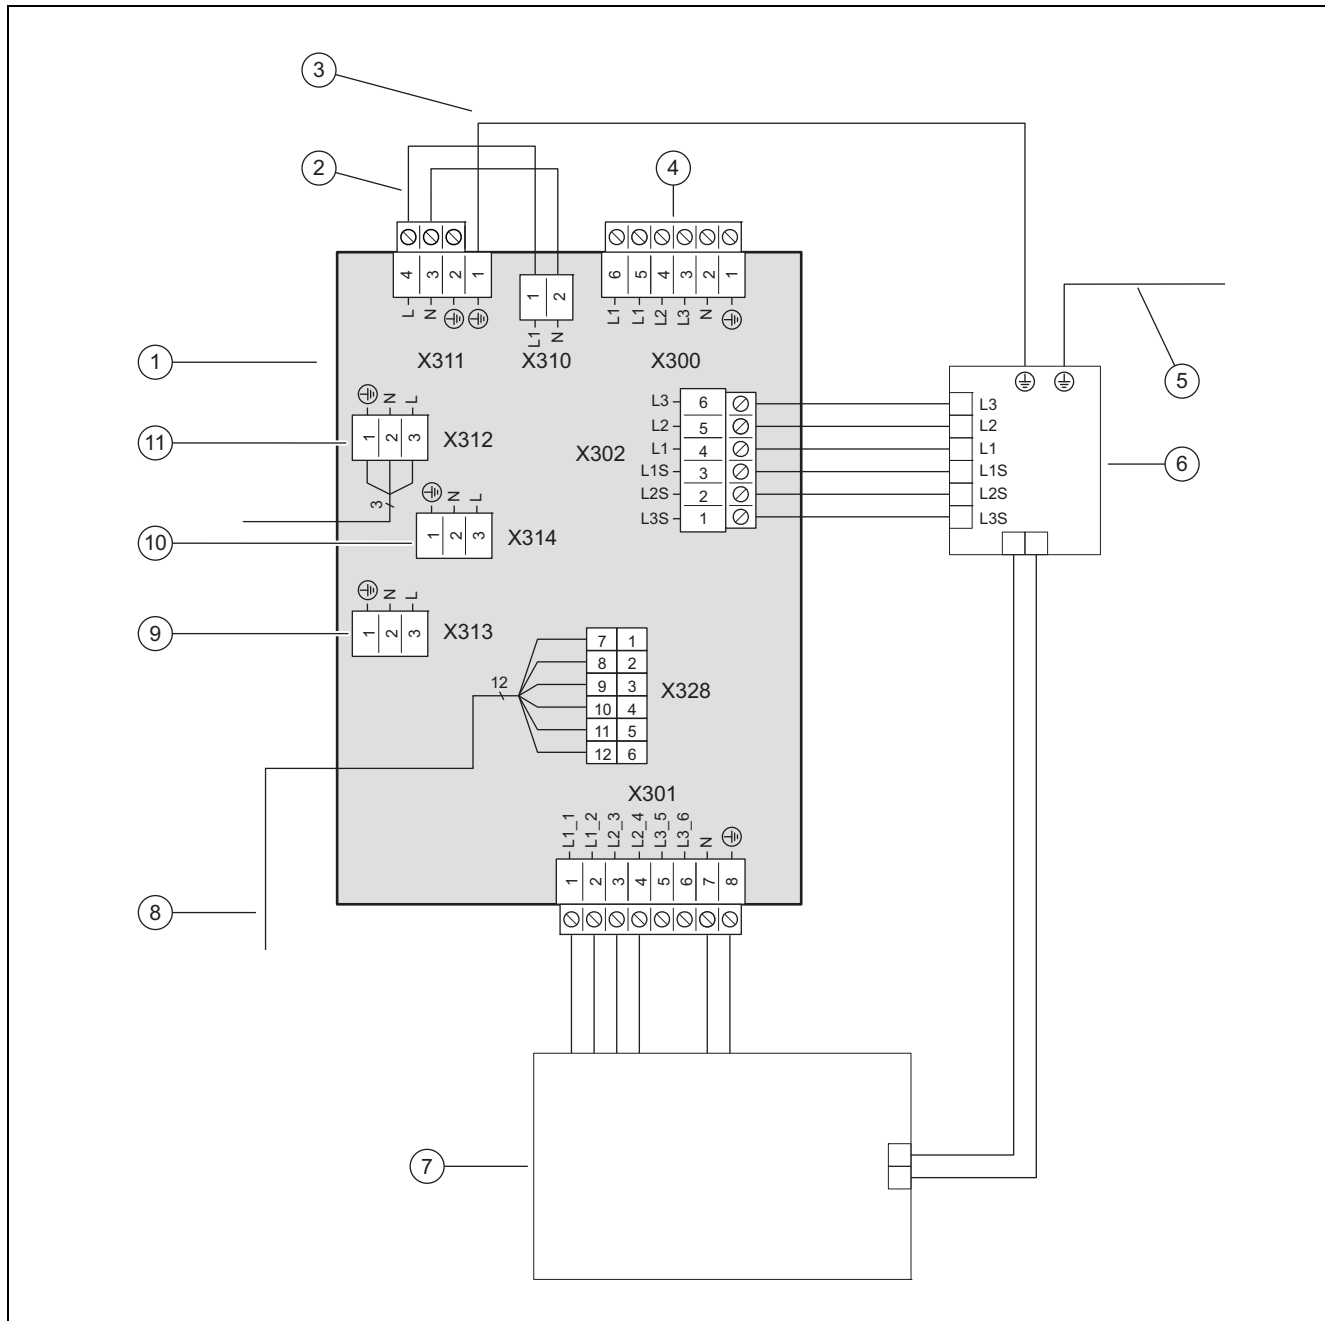 3
2
4
4 3 2 1
L N
1 2
L1 N
6 5 4 3 2 1
L1 L1 L2 L3 N
X311
X310
X300
1
5
N L
1 2 3
X312
11
3
L3 6
L2 5
L1 4
L1S 3
L2S 2
L3S 1
X302
L3
L2
L1
L1S
L2S
L3S
6
N L
1 2 3
X314
10
N L
1 2 3
X313
9
7 1
8 2
9 3
10 4
11 5
12 6
X328
12
X301
L1_1 L1_2 L2_3 L2_4 L3_5 L3_6 N
1 2 3 4 5 6 7 8
8
7